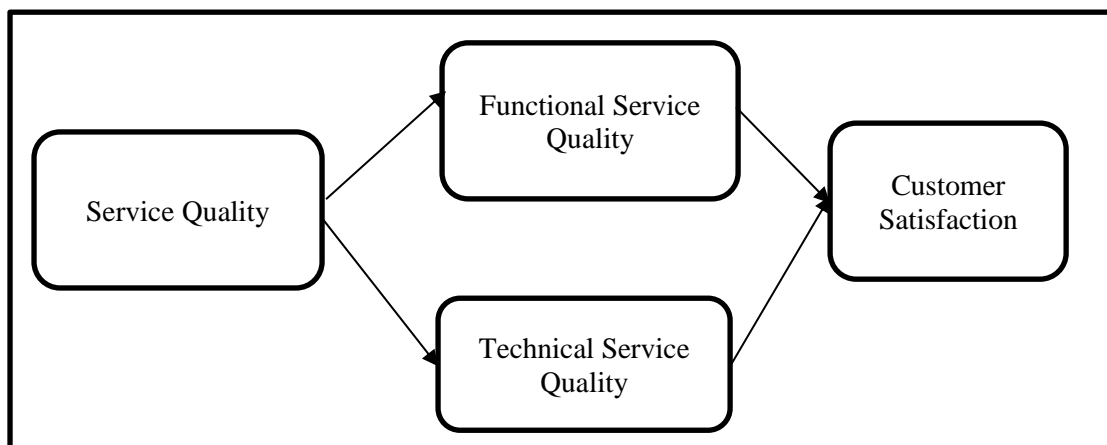 Functional Service
Quality
Service Quality
Customer
Satisfaction
Technical Service
Quality